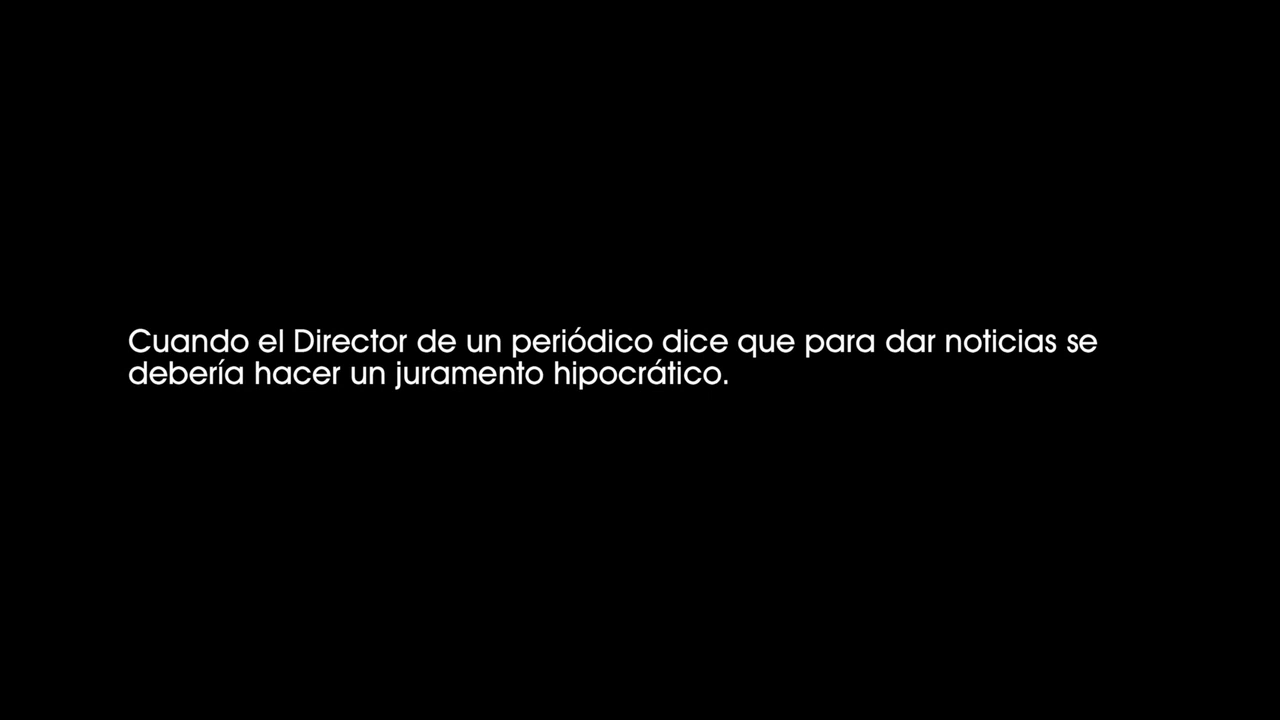 Cuando el Director de un periódico dice que para dar noticias se
debería hacer un juramento hipocrático.